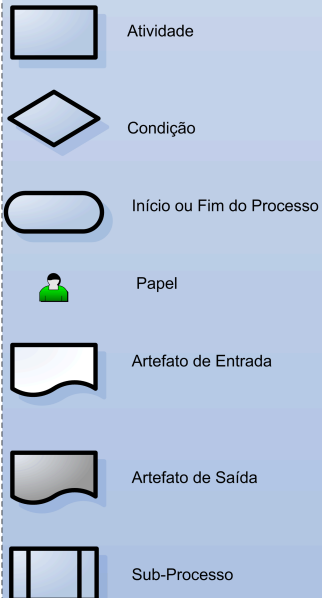 Atividade
Condição
Início ou Fim do Processo
Papel
Artefato de Entrada
Artefato de Saída
Sub-Processo